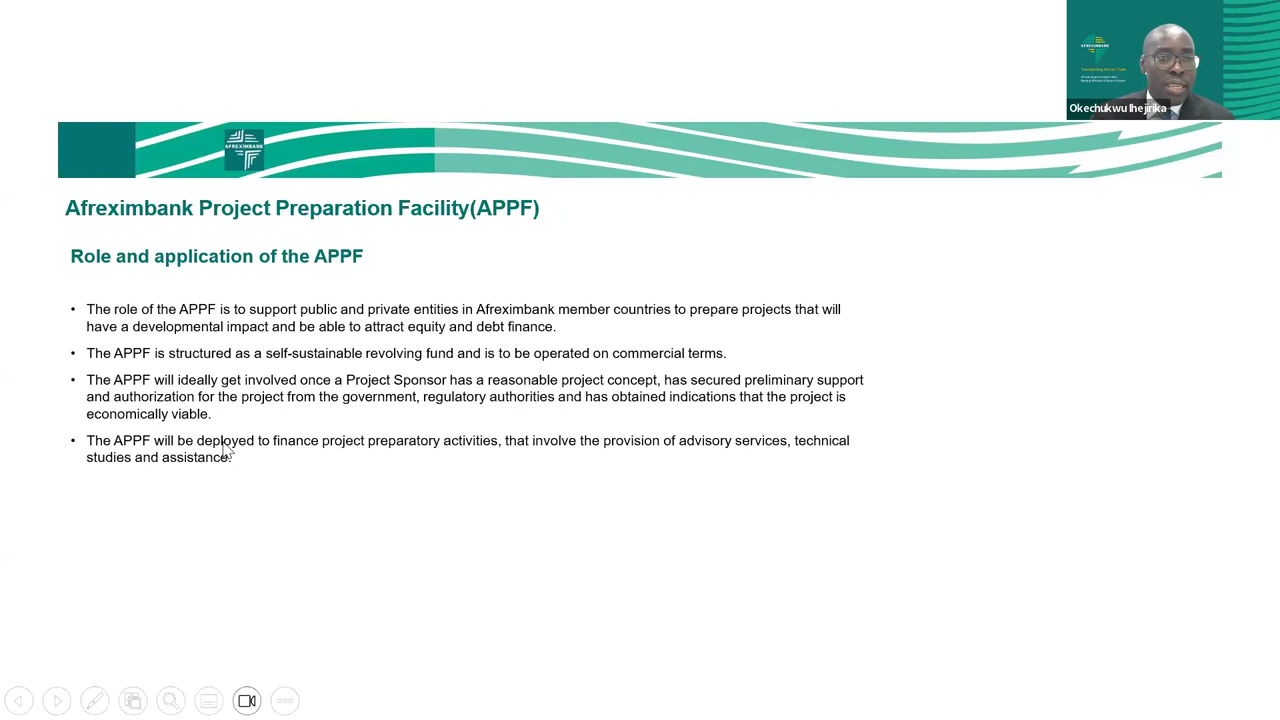 AFREXIMBANK
Okechukwu Ihejirika
AFREXIMBANK
Afreximbank Project Preparation Facility(APPF)
Role and application of the APPF
• The role of the APPF is to support public and private entities in Afreximbank member countries to prepare projects that will
have a developmental impact and be able to attract equity and debt finance.
• The APPF is structured as a self-sustainable revolving fund and is to be operated on commercial terms.
• The APPF will ideally get involved once a Project Sponsor has a reasonable project concept, has secured preliminary support
and authorization for the project from the government, regulatory authorities and has obtained indications that the project is
economically viable.
• The APPF will be deployed to finance project preparatory activities, that involve the provision of advisory services, technical
studies and assistance.